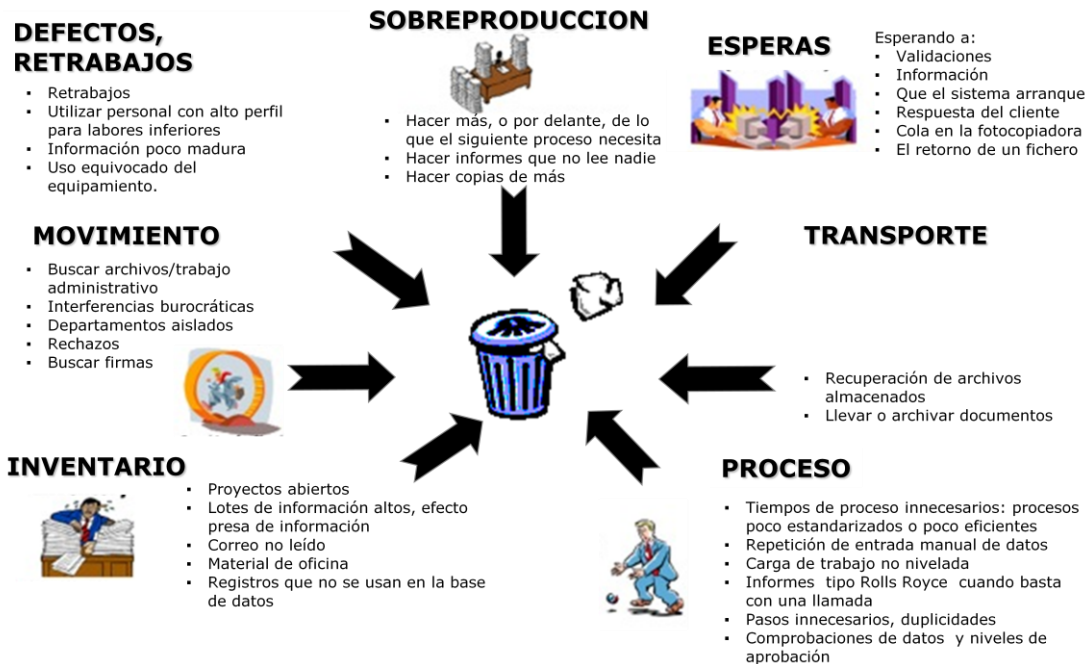 DEFECTOS,
RETRABAJOS
▪ Retrabajos
▪ Utilizar personal con alto perfil
para labores inferiores
▪ Información poco madura
▪ Uso equivocado del
equipamiento.
SOBREPRODUCCION
▪ Hacer más, o por delante, de lo
que el siguiente proceso necesita
▪ Hacer informes que no lee nadie
▪ Hacer copias de más
ESPERAS
Esperando a:
▪ Validaciones
▪ Información
▪ Que el sistema arranque
▪ Respuesta del cliente
▪ Cola en la fotocopiadora
▪ El retorno de un fichero
MOVIMIENTO
▪ Buscar archivos/trabajo
administrativo
▪ Interferencias burocráticas
▪ Departamentos aislados
▪ Rechazos
▪ Buscar firmas
TRANSPORTE
▪ Recuperación de archivos
almacenados
▪ Llevar o archivar documentos
INVENTARIO
▪ Proyectos abiertos
▪ Lotes de información altos, efecto
presa de información
▪ Correo no leído
▪ Material de oficina
▪ Registros que no se usan en la base
de datos
PROCESO
▪ Tiempos de proceso innecesarios: procesos
poco estandarizados o poco eficientes
▪ Repetición de entrada manual de datos
▪ Carga de trabajo no nivelada
▪ Informes tipo Rolls Royce cuando basta
con una llamada
▪ Pasos innecesarios, duplicidades
▪ Comprobaciones de datos y niveles de
aprobación